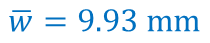 w̅ = 9.93 mm